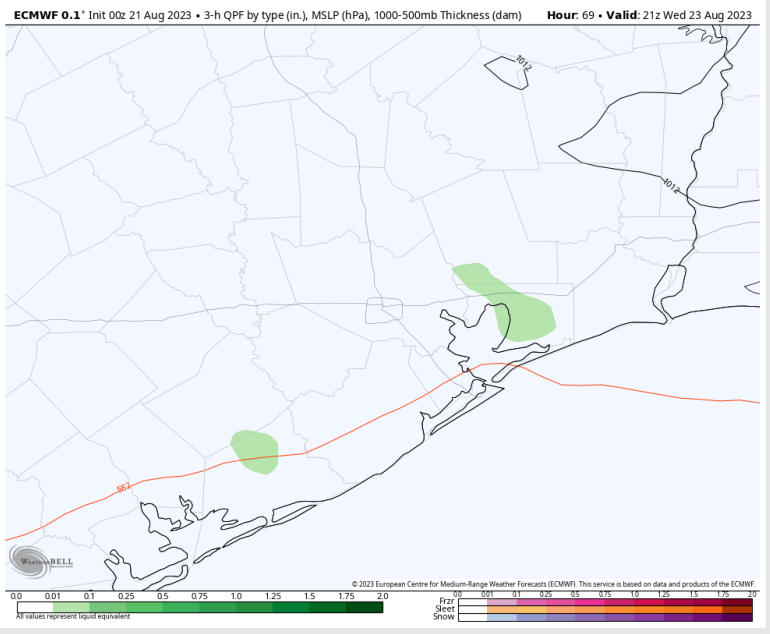 ECMWF 0.1° Init 00z 21 Aug 2023 • 3-h QPF by type (in.), MSLP (hPa), 1000-500mb Thickness (dam) Hour: 69 • Valid: 21z Wed 23 Aug 2023
1012
1012
582
WEATHERBELL
© 2023 European Centre for Medium-Range Weather Forecasts (ECMWF). This service is based on data and products of the ECMWF.
0.0 0.01 0.1 0.25 0.5 0.75 1.0 1.25 1.5 1.75 2.0
All values represent liquid equivalent
0.0 0.01 0.1 0.25 0.5 0.75 1.0 1.25 1.5 1.75 2.0
Frzr
Sleet
Snow